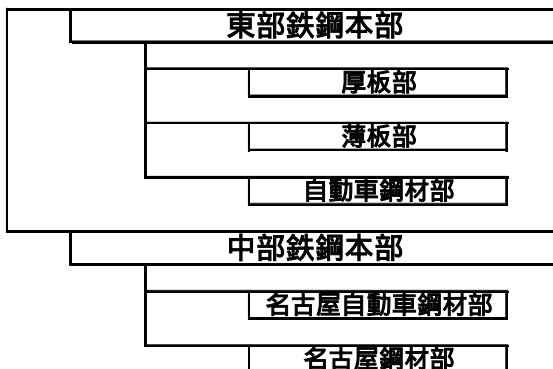 東部鉄鋼本部
厚板部
薄板部
自動車鋼材部
中部鉄鋼本部
名古屋自動車鋼材部
名古屋鋼材部